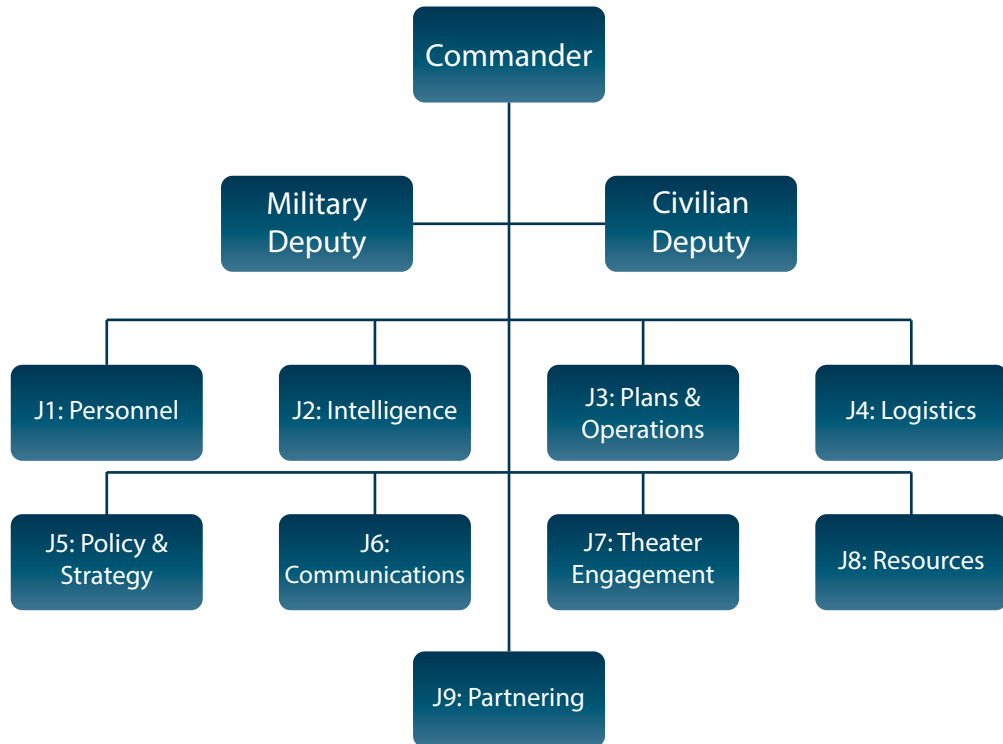 Commander
Military
Deputy
Civilian
Deputy
J1: Personnel
J2: Intelligence
J3: Plans &
Operations
J4: Logistics
J5: Policy &
Strategy
J6:
Communications
J7: Theater
Engagement
J8: Resources
J9: Partnering